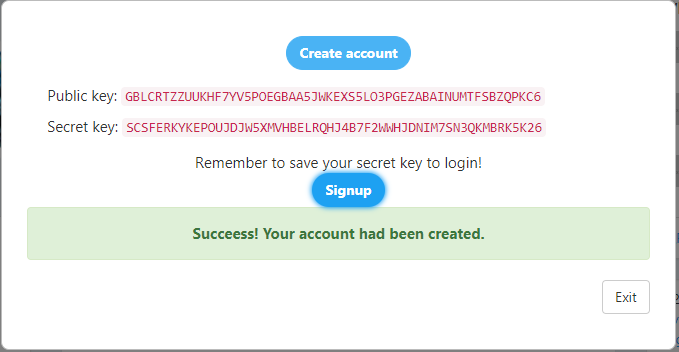 Create account
Public key: GBLCRTZZUUKHF7YV5POEGBAA5JWKEXS5LO3PGEZABAINUMTFSBZQPKC6
Secret key: SCSFERKYKEPOUJDJW5XMVHBELRQHJ4B7F2WWHJDNIM7SN3QKMBRK5K26
Remember to save your secret key to login!
Signup
Succeess! Your account had been created.
Exit